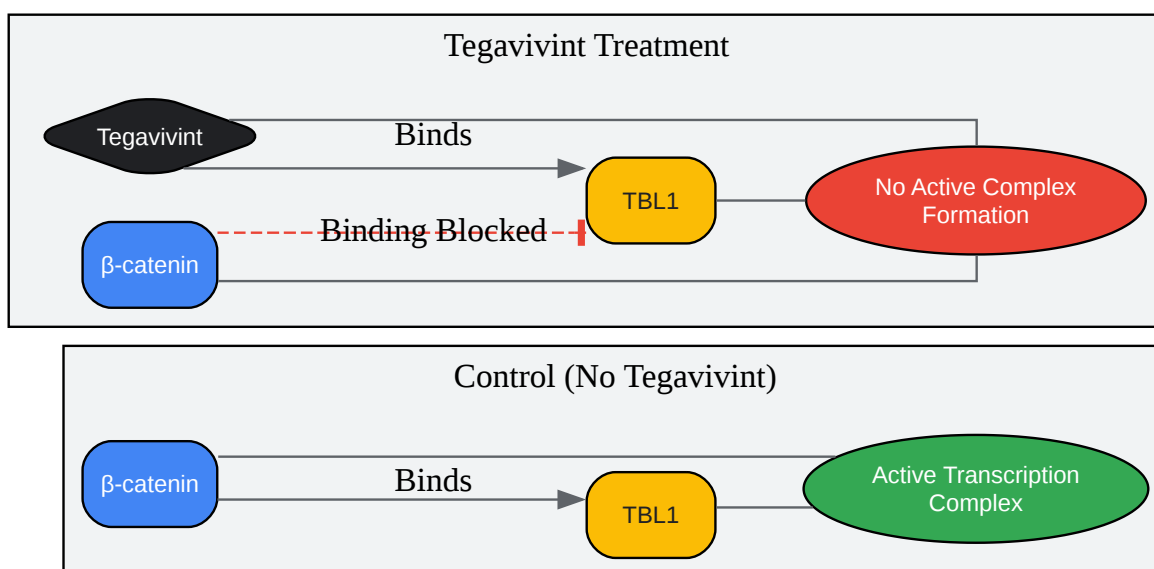 Tegavivint Treatment
Tegavivint
Binds
TBL1
No Active Complex
Formation
Binding Blocked
β-catenin
Control (No Tegavivint)
β-catenin
Binds
TBL1
Active Transcription
Complex